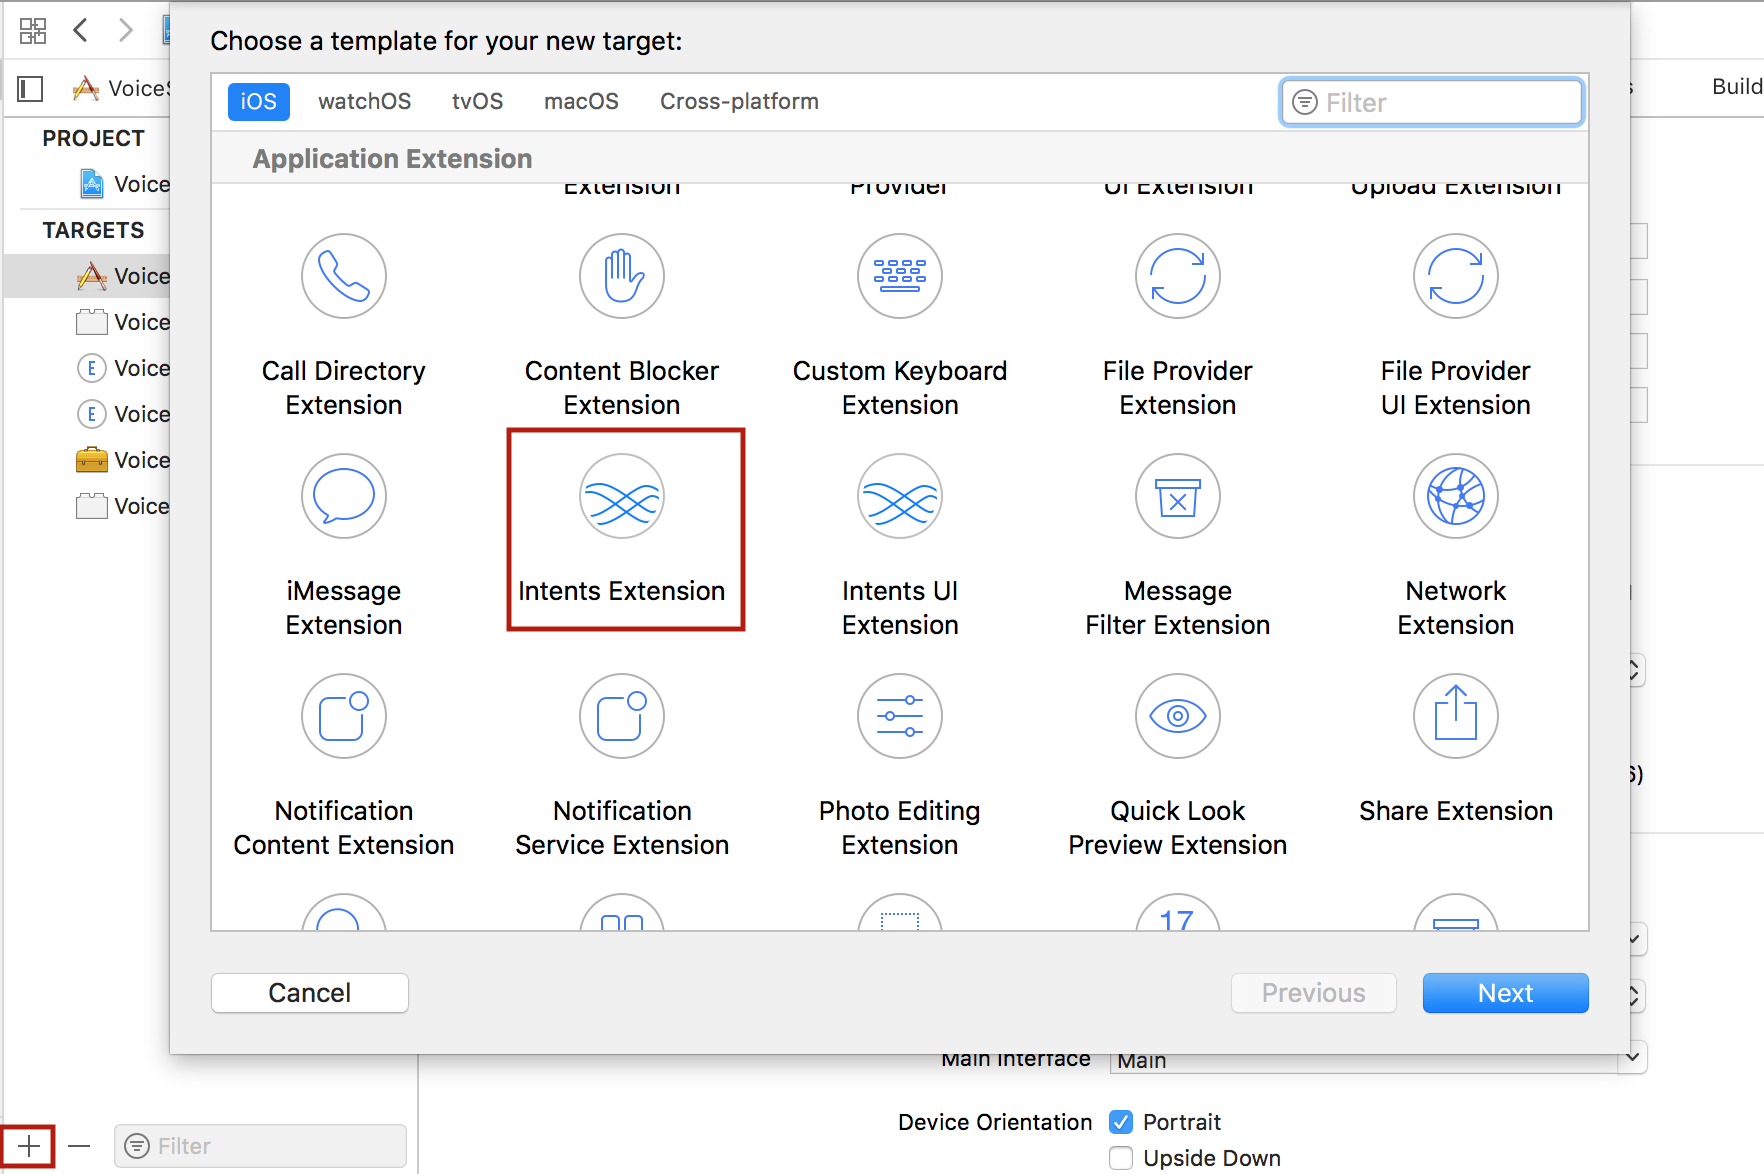 Choose a template for your new target:
iOS watchOS tvOS macOS Cross-platform Filter
Build
VoiceS
PROJECT
Application Extension
Voice
Extension Provider UI Extension Upload Extension
TARGETS
Voice
Voice
Voice
Voice
Voice
Voice
Call Directory Extension
Content Blocker Extension
Custom Keyboard Extension
File Provider Extension
File Provider UI Extension
iMessage Extension
Intents Extension
Intents UI Extension
Message Filter Extension
Network Extension
Notification Content Extension
Notification Service Extension
Photo Editing Extension
Quick Look Preview Extension
Share Extension
17
Cancel Previous Next
Main Interface Main
Device Orientation Portrait
Upside Down
Filter